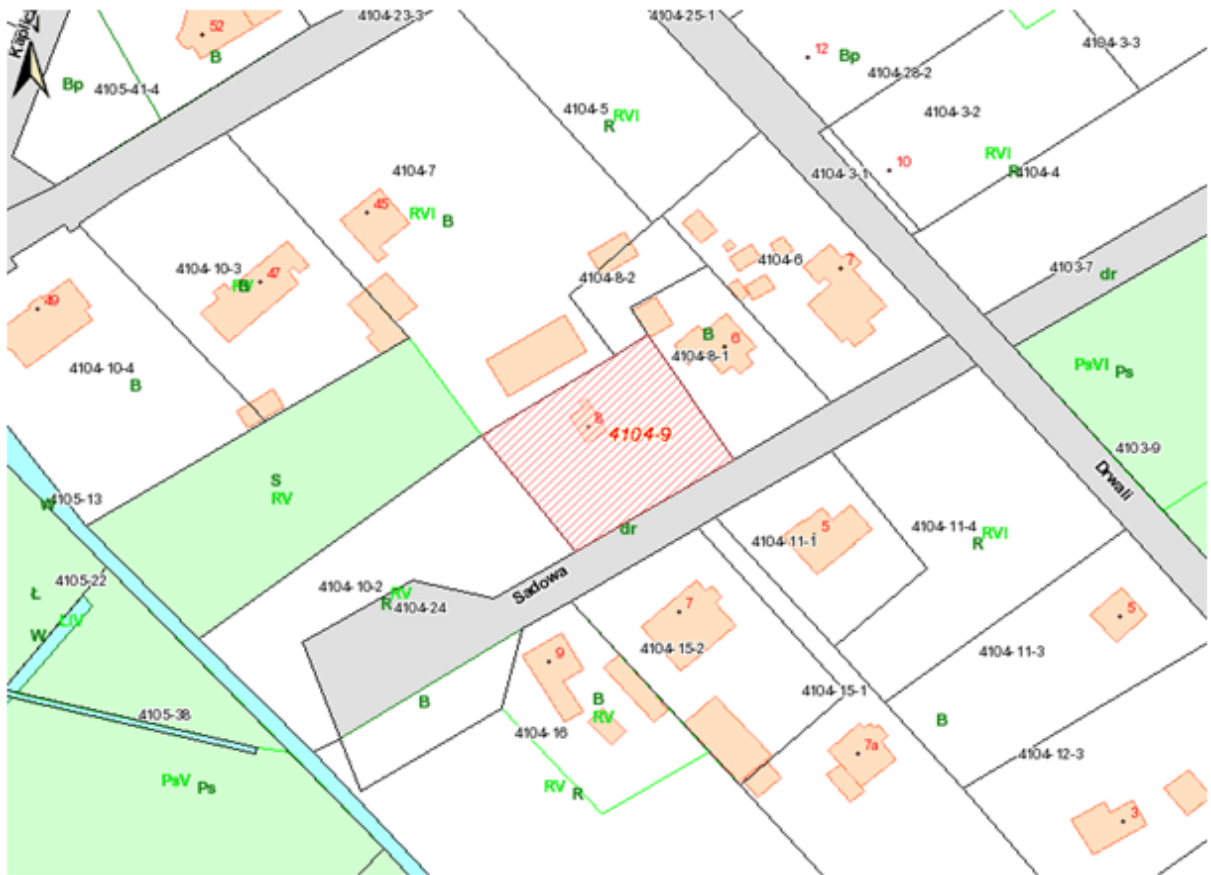 52
B
4104-23-3
4104-25-1
12
Bp
4104-3-3
4104-28-2
Bp
4105-41-4
4104-5
RVI
R
4104-3-2
RVI
R
4104-4
10
4104-3-1
4104-7
45
RVI
B
4104-10-3
47
B
49
4104-10-4
B
4104-8-2
4104-6
7
4103-7
dr
B
6
4104-8-1
PsVI
Ps
4103-9
Drwali
8
4104-9
S
RV
4105-13
W
dr
4104-11-1
5
4104-11-4
RVI
R
4105-22
Ł
W
ŁIV
4104-10-2
RV
R
4104-24
Sadowa
7
4104-15-2
9
5
4104-11-3
4104-15-1
4105-38
B
B
RV
4104-16
B
7a
4104-12-3
PsV
Ps
RV
R
3